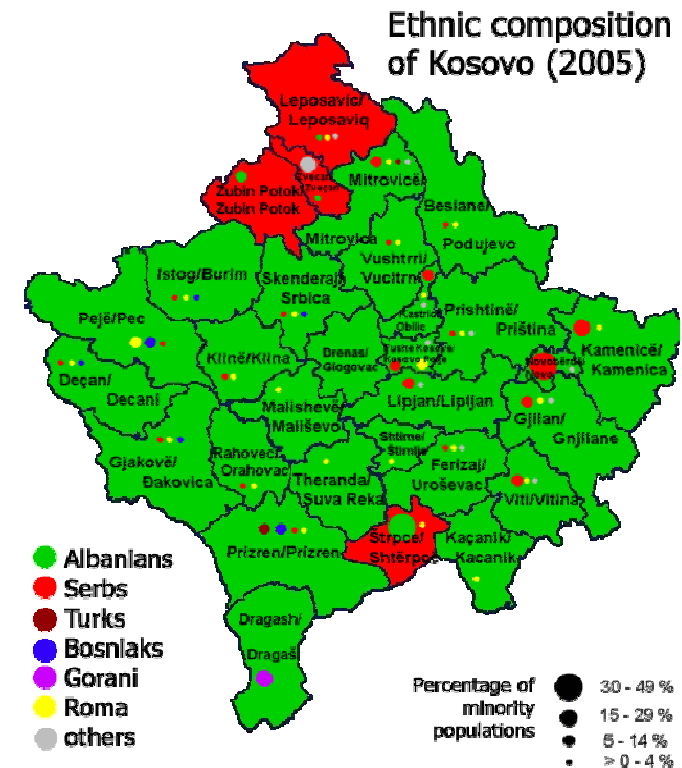 Ethnic composition
of Kosovo (2005)
Leposavic/
Leposaviq
Zubin Potok/
Zubin Potok
Mitrovicë/
Mitrovica
Besianë/
Podujevo
Vushtrri/
Vucitrn
Istog/Burim
Skenderaj/
Srbica
Pejë/Pec
Obilic
Prishtinë/
Priština
Kamenicë/
Kamenica
Klinë/Klina
Drenas/
Glogovac
Deçan/
Decani
Malishevë/
Mališevo
Lipjan/Lipljan
Gjilan/
Gnjilane
Shtime/
Štimlje
Gjakovë/
Đakovica
Rahovec/
Orahovac
Theranda/
Suva Reka
Ferizaj/
Uroševac
Viti/Vitina
Prizren/Prizren
Štrpce/
Shtërpce
Kaçanik/
Kacanik
Dragash/
Dragaš
Albanians
Serbs
Turks
Bosniaks
Gorani
Roma
others
Percentage of
minority
populations
30 - 49 %
15 - 29 %
5 - 14 %
> 0 - 4 %